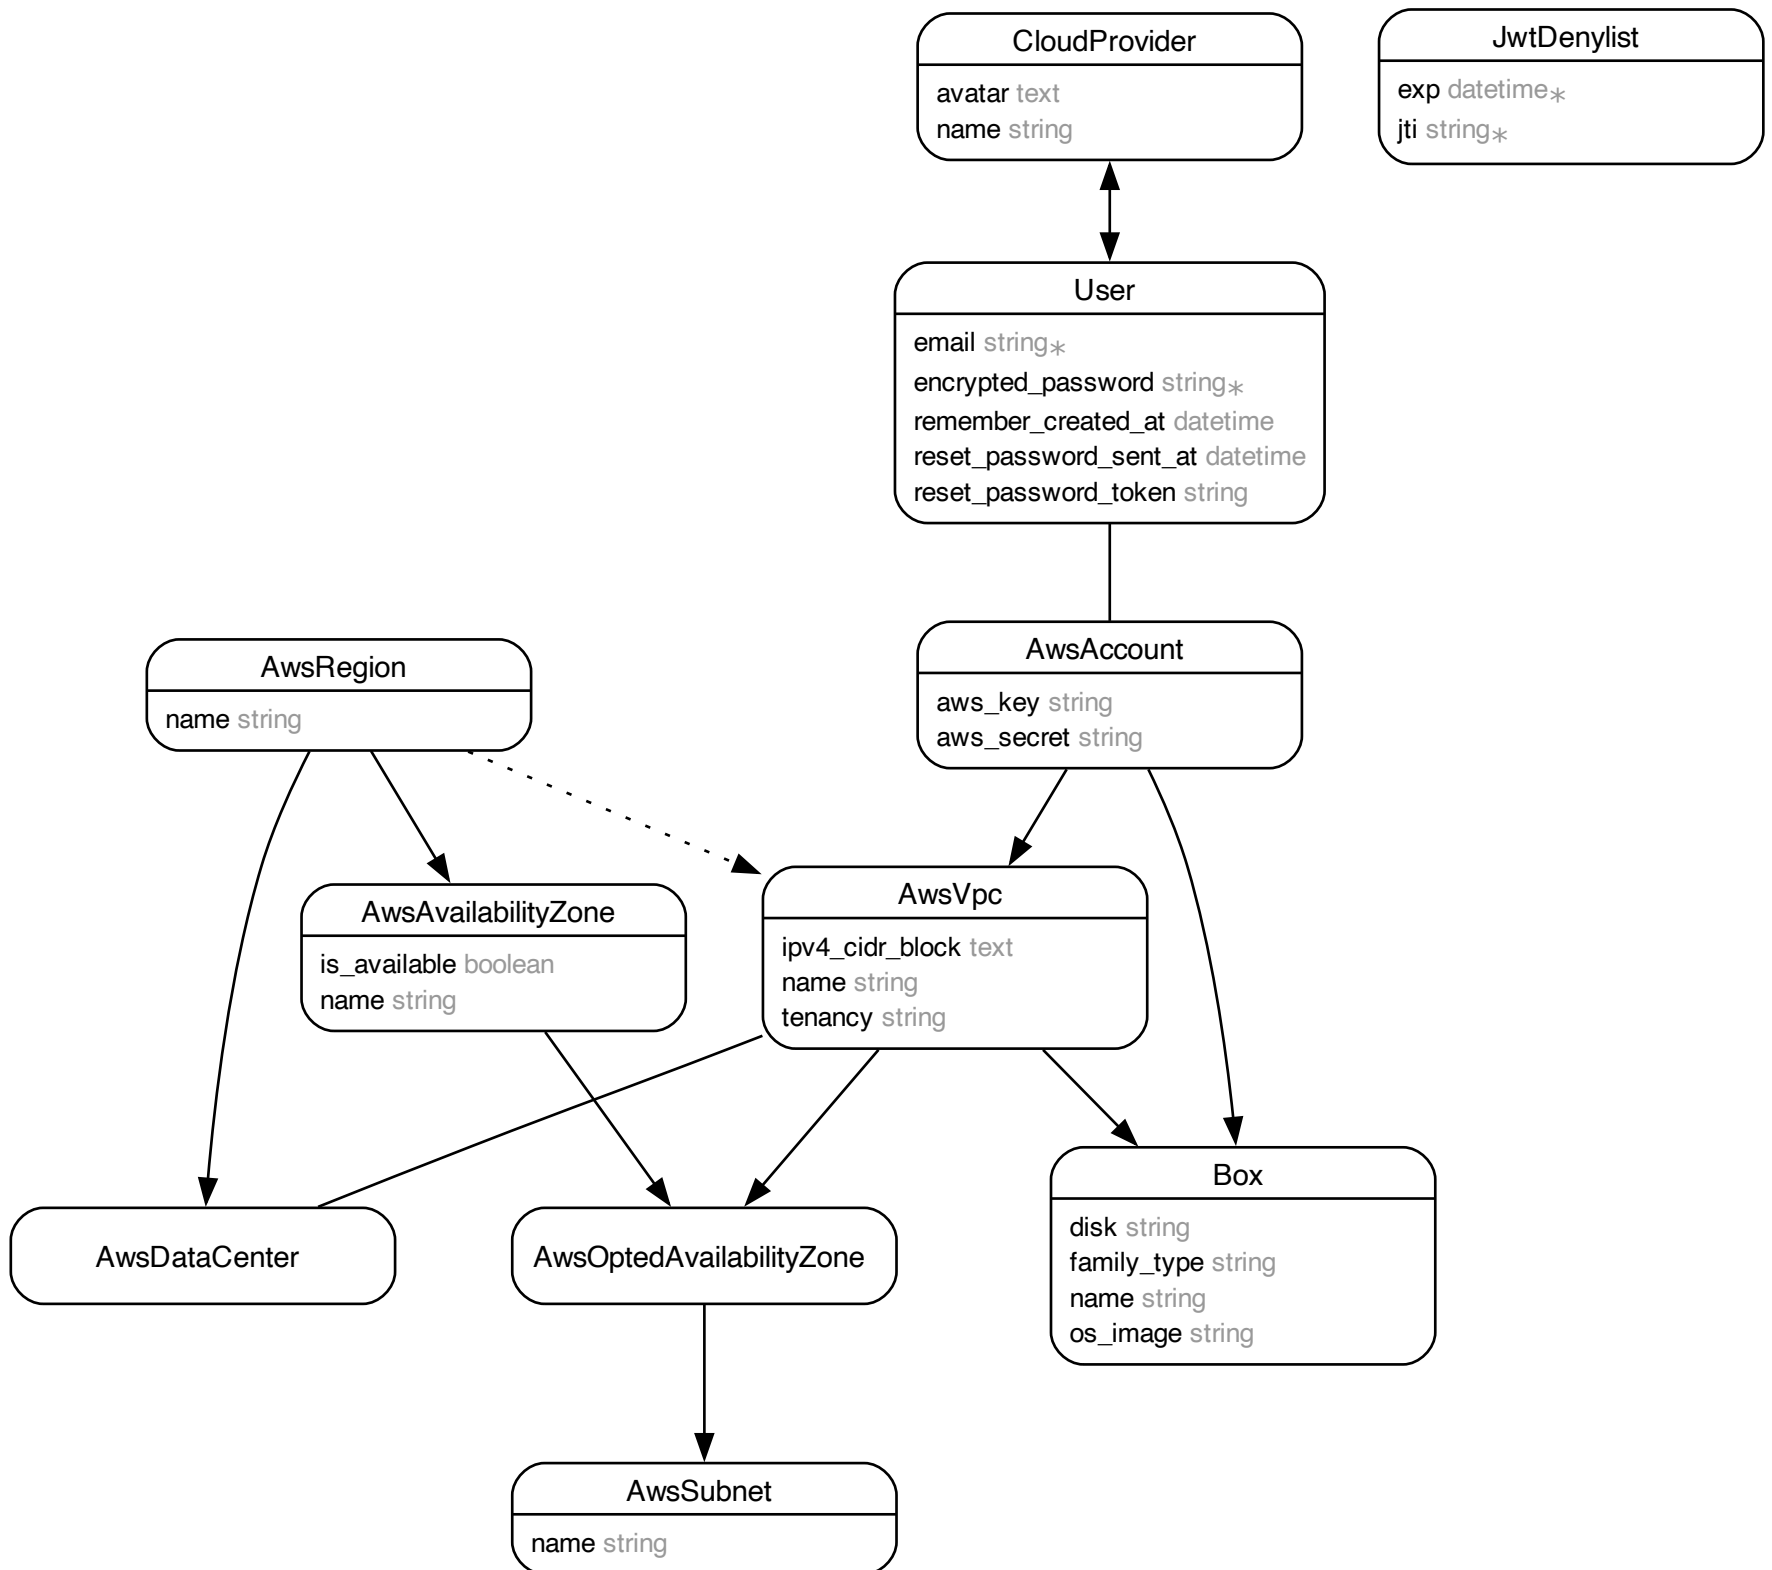 CloudProvider
avatar text
name string
JwtDenylist
exp datetime*
jti string*
User
email string*
encrypted_password string*
remember_created_at datetime
reset_password_sent_at datetime
reset_password_token string
AwsRegion
name string
AwsAccount
aws_key string
aws_secret string
AwsAvailabilityZone
is_available boolean
name string
AwsVpc
ipv4_cidr_block text
name string
tenancy string
AwsDataCenter
AwsOptedAvailabilityZone
Box
disk string
family_type string
name string
os_image string
AwsSubnet
name string